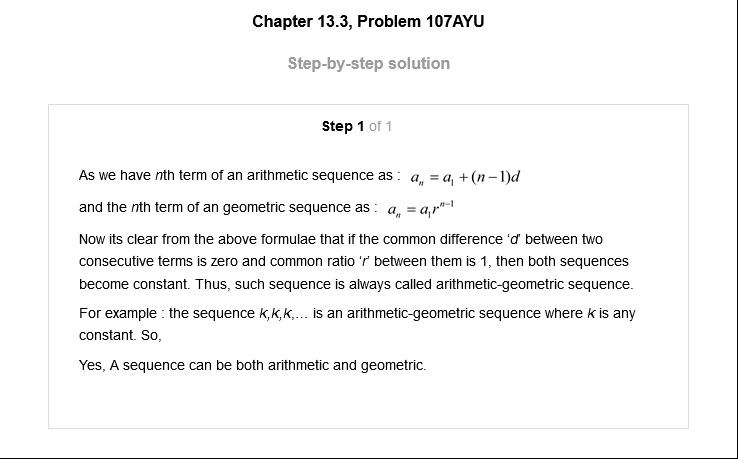 Chapter 13.3, Problem 107AYU
Step-by-step solution
Step 1 of 1
As we have nth term of an arithmetic sequence as : aₙ = a₁ + (n − 1)d
and the nth term of an geometric sequence as : aₙ = a₁rⁿ⁻¹
Now its clear from the above formulae that if the common difference ‘d’ between two
consecutive terms is zero and common ratio ‘r’ between them is 1, then both sequences
become constant. Thus, such sequence is always called arithmetic-geometric sequence.
For example : the sequence k,k,k,... is an arithmetic-geometric sequence where k is any
constant. So,
Yes, A sequence can be both arithmetic and geometric.